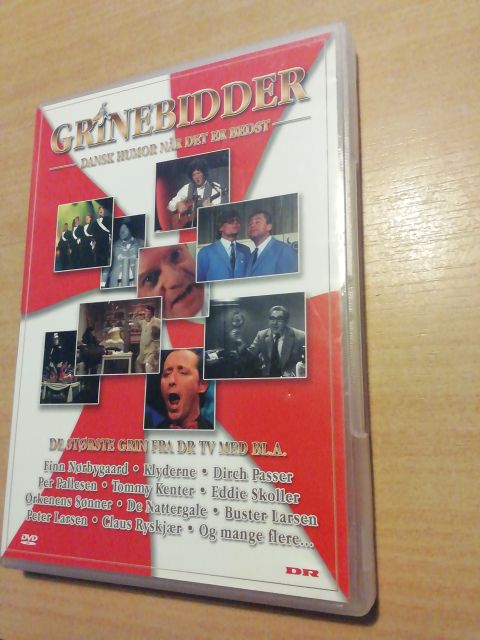 GRINEBIDDER
DANSK HUMOR NÅR DET ER BEDST
DE STØRSTE GRIN FRA DR TV MED BL.A.
Finn Nørbygaard • Klyderne • Dirch Passer
Per Pallesen • Tommy Kenter • Eddie Skoller
Ørkenens Sønner • De Nattergale • Buster Larsen
Peter Larsen • Claus Ryskjær • Og mange flere...
DVD
DR